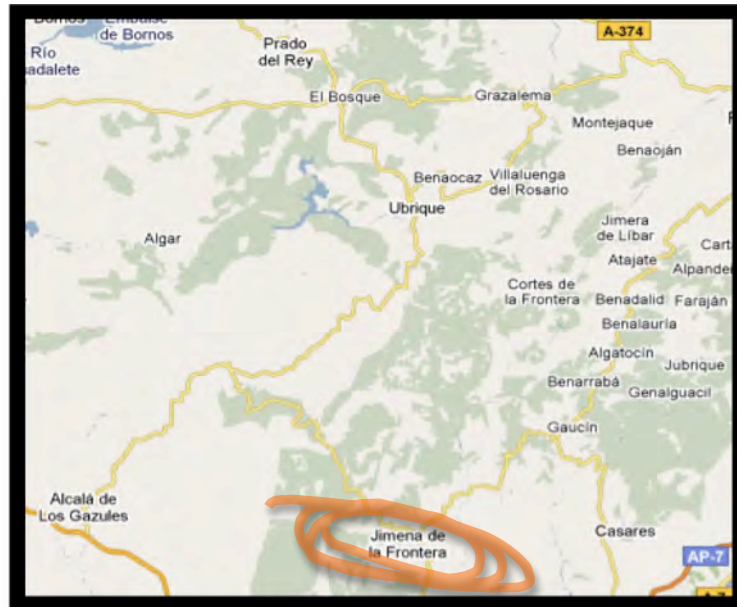 Embalse
de Bornos
Río
A-374
Prado
del Rey
El Bosque
Grazalema
Montejaque
Benaoján
Benaocaz
Villaluenga
del Rosario
Ubrique
Algar
Jimera
de Líbar
Atajate
Cortes de
la Frontera
Benadalid
Faraján
Benalauría
Algatocín
Jubrique
Benarrabá
Genalguacil
Gaucín
Alcalá de
Los Gazules
Jimena de
la Frontera
Casares
AP-7